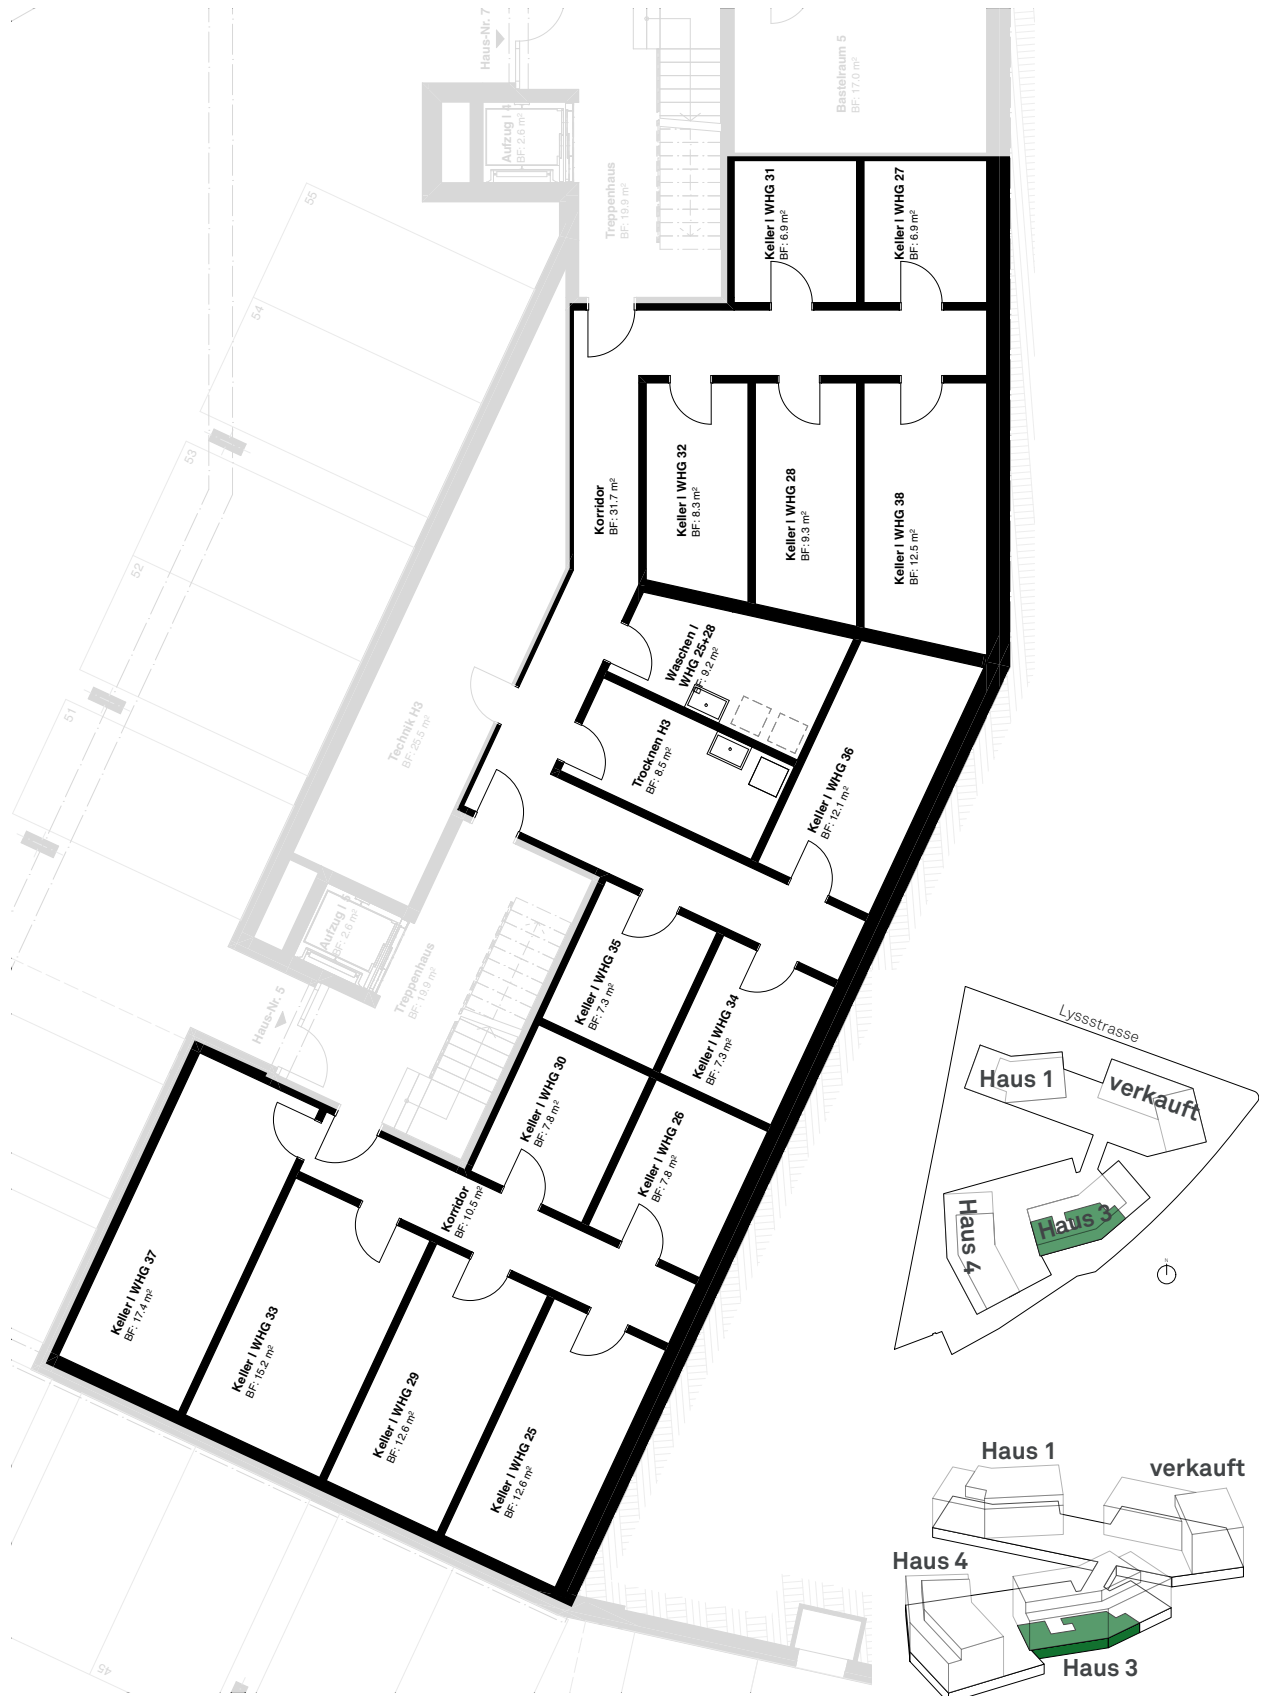 Haus-Nr. 7
Aufzug I 4
BF: 2.6 m²
Treppenhaus
BF: 19.9 m²
Bastelraum 5
BF: 17.0 m²
Keller I WHG 31
BF: 6.9 m²
Keller I WHG 27
BF: 6.9 m²
55
54
53
52
51
Korridor
BF: 31.7 m²
Keller I WHG 32
BF: 8.3 m²
Keller I WHG 28
BF: 9.3 m²
Keller I WHG 38
BF: 12.5 m²
Waschen I
WHG 25+28
BF: 9.2 m²
Technik H3
BF: 25.5 m²
Trocknen H3
BF: 8.5 m²
Keller I WHG 36
BF: 12.1 m²
Aufzug I 5
BF: 2.6 m²
Treppenhaus
BF: 19.9 m²
Haus-Nr. 5
Keller I WHG 35
BF: 7.3 m²
Keller I WHG 34
BF: 7.3 m²
Keller I WHG 30
BF: 7.8 m²
Keller I WHG 26
BF: 7.8 m²
Korridor
BF: 10.5 m²
Keller I WHG 37
BF: 17.4 m²
Keller I WHG 33
BF: 15.2 m²
Keller I WHG 29
BF: 12.6 m²
Keller I WHG 25
BF: 12.6 m²
45
Lyssstrasse
Haus 1
verkauft
Haus 3
Haus 4
N
Haus 1
verkauft
Haus 4
Haus 3